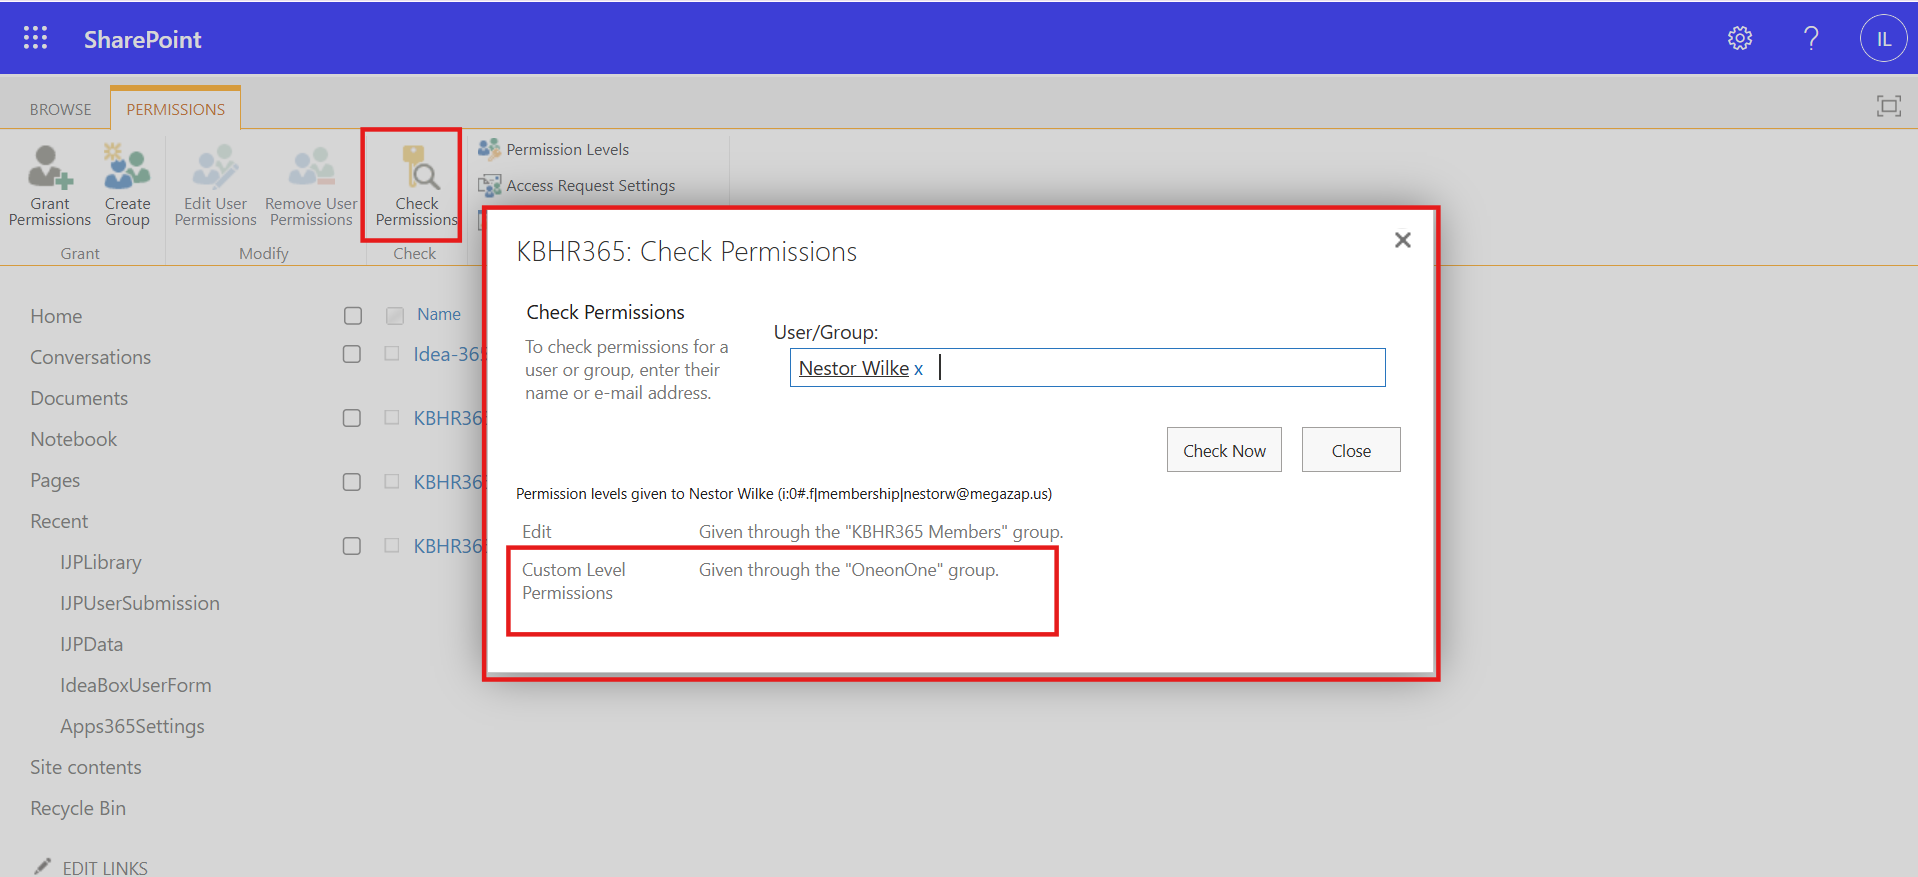 SharePoint
IL
BROWSE
PERMISSIONS
Grant
Permissions
Create
Group
Grant
Edit User
Permissions
Remove User
Permissions
Modify
Check
Permissions
Check
Permission Levels
Access Request Settings
Home
Conversations
Documents
Notebook
Pages
Recent
IJPLibrary
IJPUserSubmission
IJPData
IdeaBoxUserForm
Apps365Settings
Site contents
Recycle Bin
EDIT LINKS
Name
Idea-365
KBHR36
KBHR36
KBHR36
KBHR365: Check Permissions
Check Permissions
To check permissions for a
user or group, enter their
name or e-mail address.
User/Group:
Nestor Wilke x
Check Now
Close
Permission levels given to Nestor Wilke (i:0#.f|membership|nestorw@megazap.us)
Edit Given through the "KBHR365 Members" group.
Custom Level Given through the "OneonOne" group.
Permissions